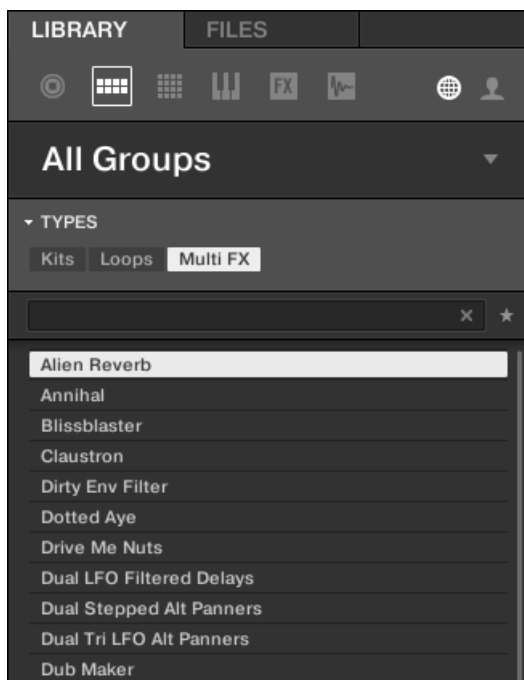 LIBRARY FILES
FX
All Groups
TYPES
Kits Loops Multi FX
Alien Reverb
Annihal
Blissblaster
Claustron
Dirty Env Filter
Dotted Aye
Drive Me Nuts
Dual LFO Filtered Delays
Dual Stepped Alt Panners
Dual Tri LFO Alt Panners
Dub Maker